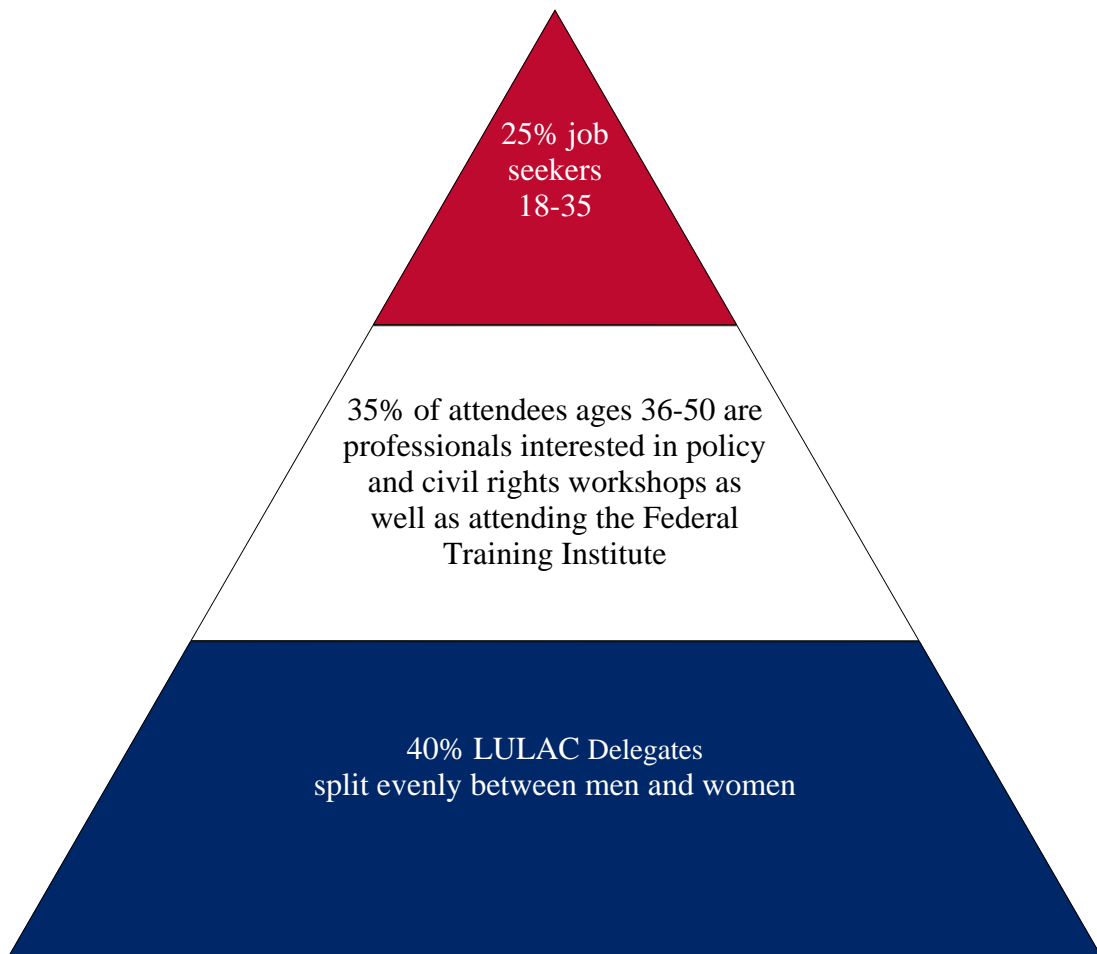 25% job
seekers
18-35
35% of attendees ages 36-50 are
professionals interested in policy
and civil rights workshops as
well as attending the Federal
Training Institute
40% LULAC Delegates
split evenly between men and women